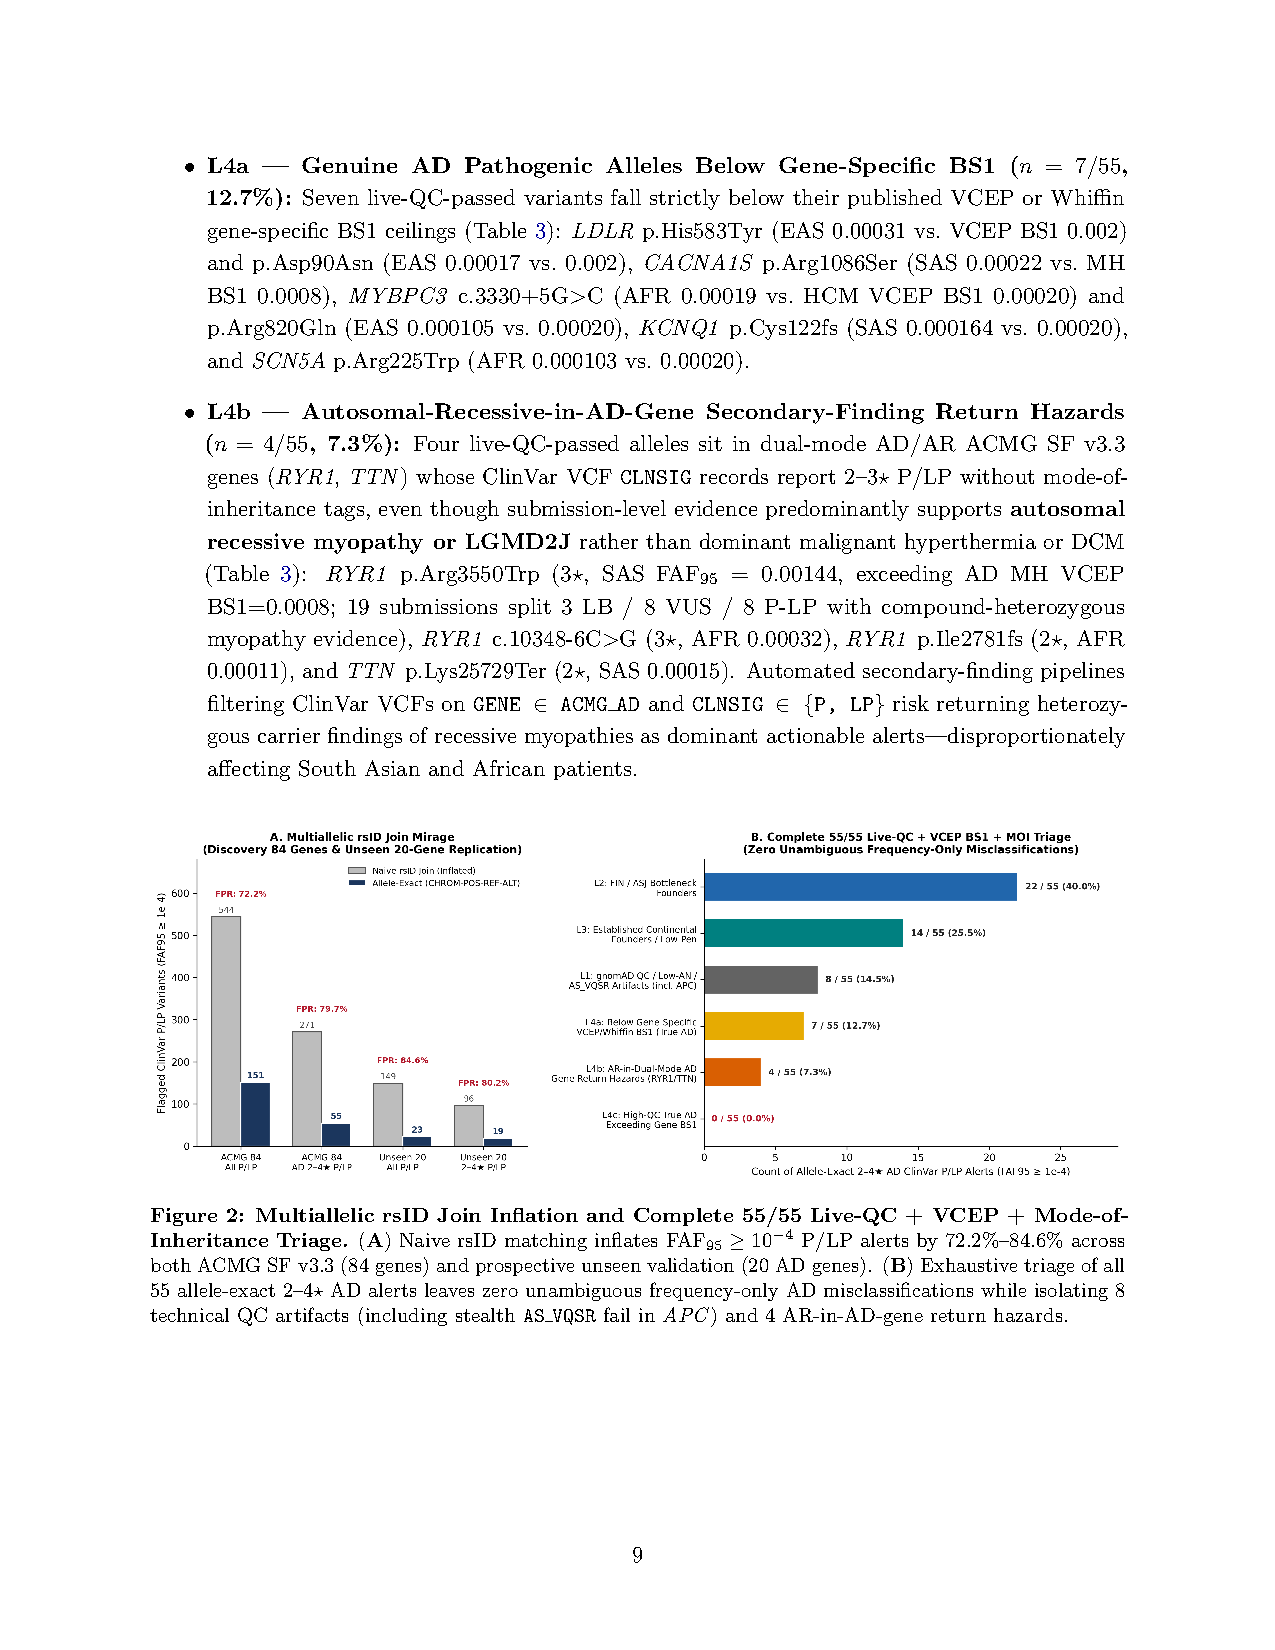 • L4a — Genuine AD Pathogenic Alleles Below Gene-Specific BS1 (n = 7/55,
12.7%): Seven live-QC-passed variants fall strictly below their published VCEP or Whiffin
gene-specific BS1 ceilings (Table 3): LDLR p.His583Tyr (EAS 0.00031 vs. VCEP BS1 0.002)
and p.Asp90Asn (EAS 0.00017 vs. 0.002), CACNA1S p.Arg1086Ser (SAS 0.00022 vs. MH
BS1 0.0008), MYBPC3 c.3330+5G>C (AFR 0.00019 vs. HCM VCEP BS1 0.00020) and
p.Arg820Gln (EAS 0.000105 vs. 0.00020), KCNQ1 p.Cys122fs (SAS 0.000164 vs. 0.00020),
and SCN5A p.Arg225Trp (AFR 0.000103 vs. 0.00020).
• L4b — Autosomal-Recessive-in-AD-Gene Secondary-Finding Return Hazards
(n = 4/55, 7.3%): Four live-QC-passed alleles sit in dual-mode AD/AR ACMG SF v3.3
genes (RYR1, TTN) whose ClinVar VCF CLNSIG records report 2–3⋆ P/LP without mode-of-
inheritance tags, even though submission-level evidence predominantly supports autosomal
recessive myopathy or LGMD2J rather than dominant malignant hyperthermia or DCM
(Table 3): RYR1 p.Arg3550Trp (3⋆, SAS FAF95 = 0.00144, exceeding AD MH VCEP
BS1=0.0008; 19 submissions split 3 LB / 8 VUS / 8 P-LP with compound-heterozygous
myopathy evidence), RYR1 c.10348-6C>G (3⋆, AFR 0.00032), RYR1 p.Ile2781fs (2⋆, AFR
0.00011), and TTN p.Lys25729Ter (2⋆, SAS 0.00015). Automated secondary-finding pipelines
filtering ClinVar VCFs on GENE ∈ ACMG_AD and CLNSIG ∈ {P, LP} risk returning heterozy-
gous carrier findings of recessive myopathies as dominant actionable alerts—disproportionately
affecting South Asian and African patients.
A. Multiallelic rsID Join Mirage
(Discovery 84 Genes & Unseen 20-Gene Replication)
Flagged ClinVar P/LP Variants (FAF95 ≥ 1e-4)
600
500
400
300
200
100
0
Naive rsID Join (Inflated)
Allele-Exact (CHROM-POS-REF-ALT)
FPR: 72.2%
544
151
FPR: 79.7%
271
55
FPR: 84.6%
149
23
FPR: 80.2%
96
19
ACMG 84
All P/LP
ACMG 84
AD 2–4★ P/LP
Unseen 20
All P/LP
Unseen 20
2–4★ P/LP
B. Complete 55/55 Live-QC + VCEP BS1 + MOI Triage
(Zero Unambiguous Frequency-Only Misclassifications)
L2: FIN / ASJ Bottleneck
Founders
22 / 55 (40.0%)
L3: Established Continental
Founders / Low Pen
14 / 55 (25.5%)
L1: gnomAD QC / Low-AN /
AS_VQSR Artifacts (incl. APC)
8 / 55 (14.5%)
L4a: Below Gene Specific
VCEP/Whiffin BS1 (True AD)
7 / 55 (12.7%)
L4b: AR-in-Dual-Mode AD
Gene Return Hazards (RYR1/TTN)
4 / 55 (7.3%)
L4c: High-QC True AD
Exceeding Gene BS1
0 / 55 (0.0%)
0 5 10 15 20 25
Count of Allele-Exact 2–4★ AD ClinVar P/LP Alerts (FAF95 ≥ 1e-4)
Figure 2: Multiallelic rsID Join Inflation and Complete 55/55 Live-QC + VCEP + Mode-of-
Inheritance Triage. (A) Naive rsID matching inflates FAF95 ≥ 10−4 P/LP alerts by 72.2%–84.6% across
both ACMG SF v3.3 (84 genes) and prospective unseen validation (20 AD genes). (B) Exhaustive triage of all
55 allele-exact 2–4⋆ AD alerts leaves zero unambiguous frequency-only AD misclassifications while isolating 8
technical QC artifacts (including stealth AS_VQSR fail in APC) and 4 AR-in-AD-gene return hazards.
9